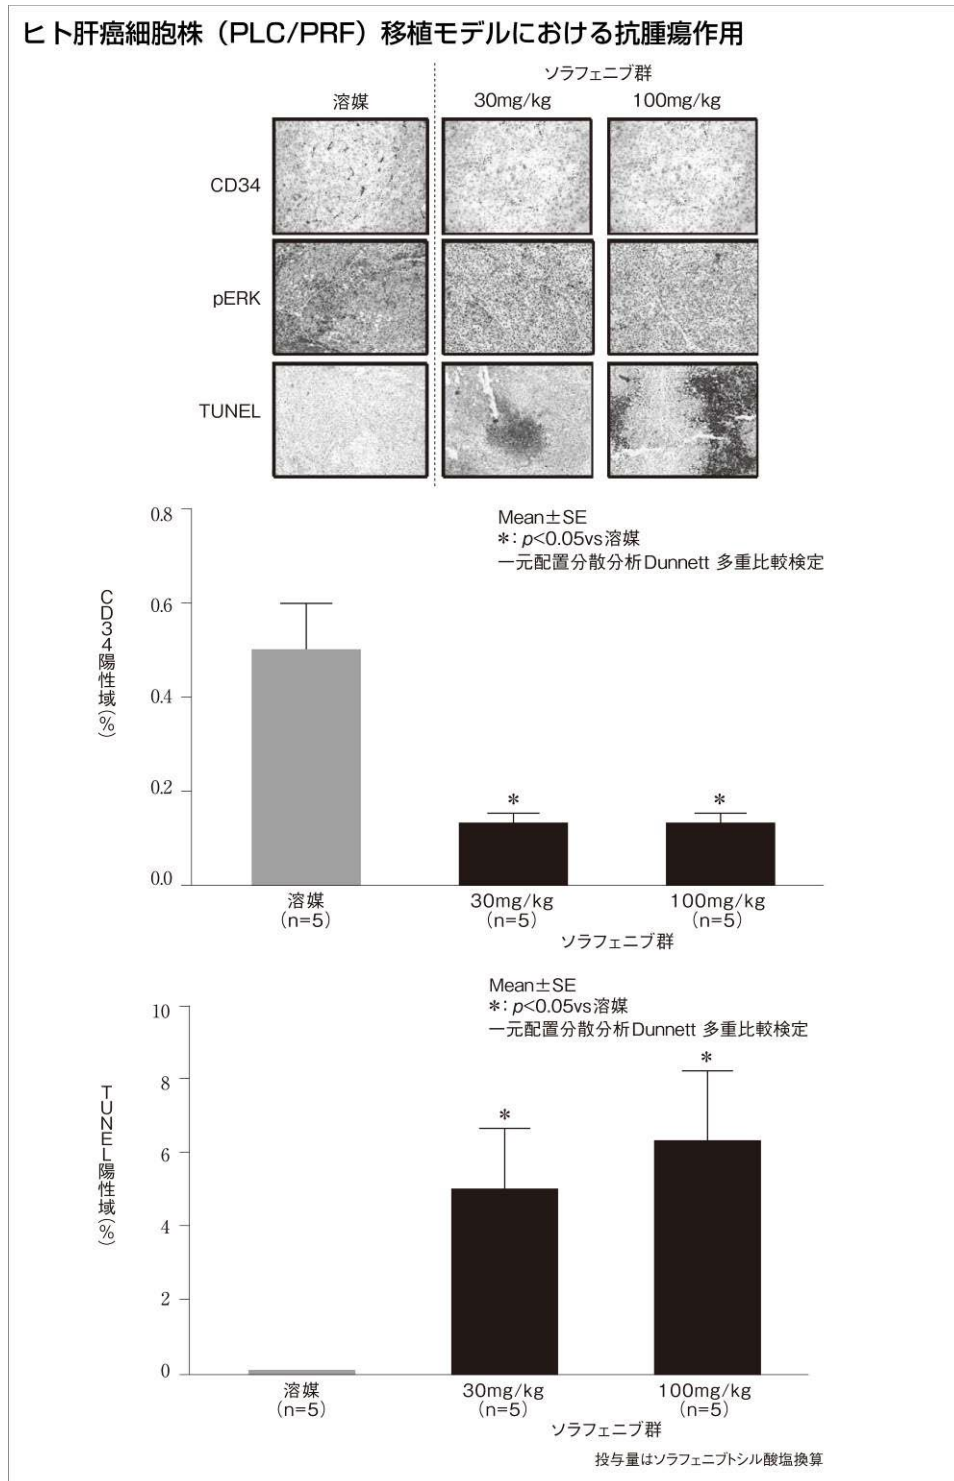 ヒト肝癌細胞株（PLC/PRF）移植モデルにおける抗腫瘍作用
ソラフェニブ群
溶媒 30mg/kg 100mg/kg
CD34
pERK
TUNEL
Mean±SE
＊: p<0.05vs溶媒
一元配置分散分析Dunnett 多重比較検定
CD34陽性域(%)
0.8
0.6
0.4
0.2
0.0
溶媒 30mg/kg 100mg/kg
(n=5) (n=5) (n=5)
＊ ＊
ソラフェニブ群
Mean±SE
＊: p<0.05vs溶媒
一元配置分散分析Dunnett 多重比較検定
TUNEL陽性域(%)
10
8
6
4
2
0
＊ ＊
溶媒 30mg/kg 100mg/kg
(n=5) (n=5) (n=5)
ソラフェニブ群
投与量はソラフェニブトシル酸塩換算